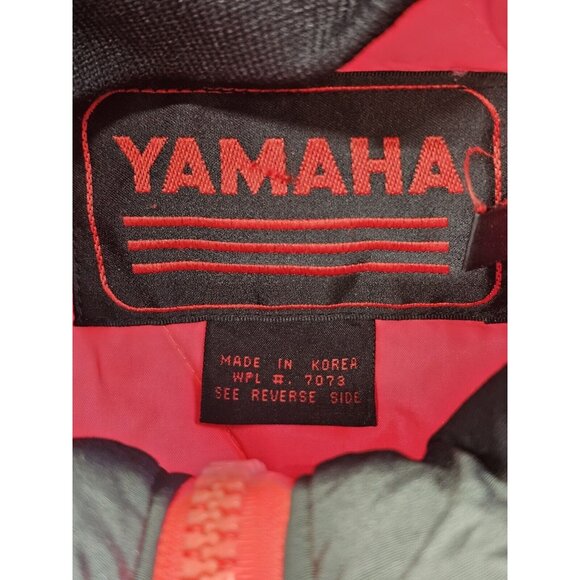 YAMAHA
MADE IN KOREA
WPL #. 7073
SEE REVERSE SIDE